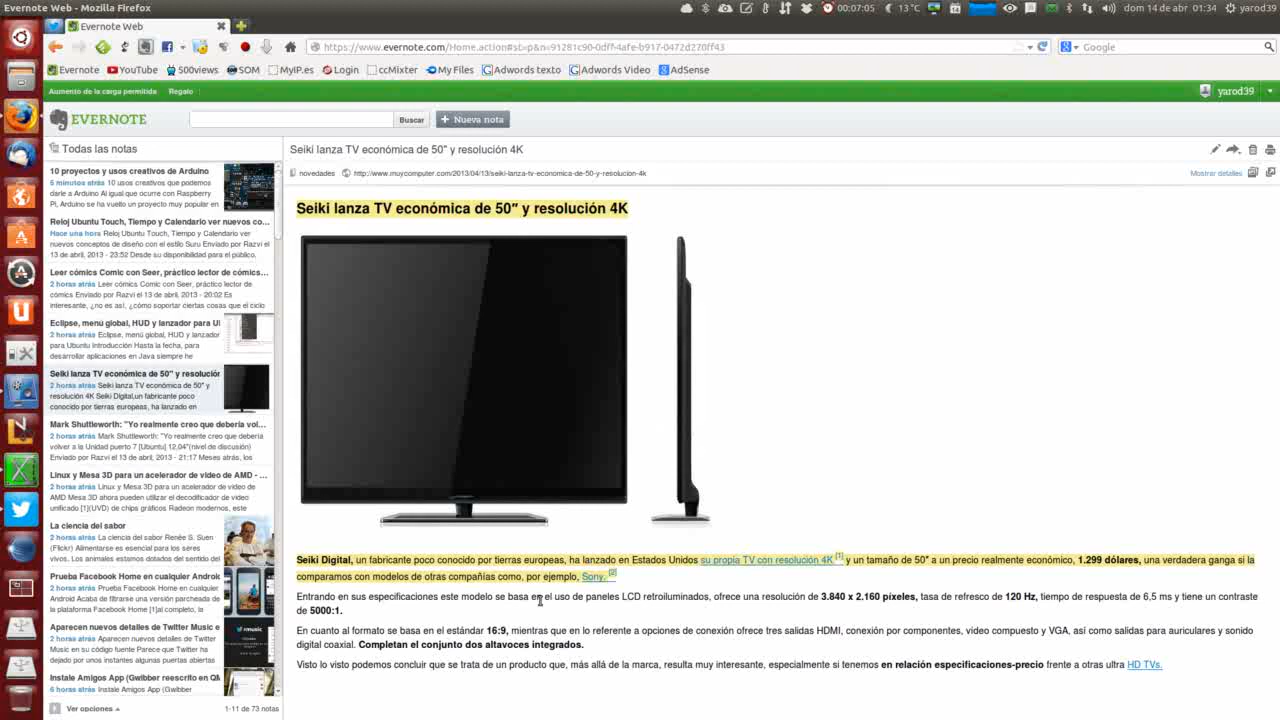 Evernote Web - Mozilla Firefox
00:07:05
13°C
dom 14 de abr
01:34
yarod39
Evernote Web
https://www.evernote.com/Home.action#sb=p&n=91281c90-0dff-4afe-b917-0472d270ff43
Google
Evernote YouTube 500views SOM MyIP.es Login ccMixter My Files Adwords texto Adwords Video AdSense
Aumento de la carga permitida Regalo
yarod39
EVERNOTE
Buscar
+ Nueva nota
Todas las notas
10 proyectos y usos creativos de Arduino
6 minutos atrás 10 usos creativos que podemos
darle a Arduino Al igual que ocurre con Raspberry
Pi, Arduino se ha vuelto un proyecto muy popular en
Reloj Ubuntu Touch, Tiempo y Calendario ver nuevos co...
Hace una hora Reloj Ubuntu Touch, Tiempo y Calendario ver
nuevos conceptos de diseño con el estilo Suru Enviado por Razvi el
13 de abril, 2013 - 23:52 Desde su disponibilidad para el público.
Leer cómics Comic con Seer, práctico lector de cómics...
2 horas atrás Leer cómics Comic con Seer, práctico lector de
cómics Enviado por Razvi el 13 de abril, 2013 - 20:02 Es
interesante, ¿no es así, ¿cómo soportar ciertas cosas que el ciclo
Eclipse, menú global, HUD y lanzador para U
2 horas atrás Eclipse, menú global, HUD y lanzador
para Ubuntu Introducción Hasta la fecha, para
desarrollar aplicaciones en Java siempre he
Seiki lanza TV económica de 50" y resolución
2 horas atrás Seiki lanza TV económica de 50" y
resolución 4K Seiki Digital,un fabricante poco
conocido por tierras europeas, ha lanzado en
Mark Shuttleworth: "Yo realmente creo que debería vol...
2 horas atrás Mark Shuttleworth: "Yo realmente creo que debería
volver a la Unidad puerto 7 [Ubuntu] 12,04"(nivel de discusión)
Enviado por Razvi el 13 de abril, 2013 - 21:17 Meses atrás, los
Linux y Mesa 3D para un acelerador de video de AMD - ...
2 horas atrás Linux y Mesa 3D para un acelerador de video de
AMD Mesa 3D ahora pueden utilizar el decodificador de video
unificado [1](UVD) de chips gráficos Radeon modernos, este
La ciencia del sabor
2 horas atrás La ciencia del sabor Renée S. Suen
(Flickr) Alimentarse es esencial para los seres
vivos. Los animales estamos dotados del sentido del
Prueba Facebook Home en cualquier Androic
2 horas atrás Prueba Facebook Home en cualquier
Android Acaba de filtrarse una versión parcheada de
la plataforma Facebook Home [1]al completo, la
Aparecen nuevos detalles de Twitter Music e
2 horas atrás Aparecen nuevos detalles de Twitter
Music en su código fuente Parece que Twitter ha
dejado por unos instantes algunas puertas abiertas
Instale Amigos App (Gwibber reescrito en QM
6 horas atrás Instale Amigos App (Gwibber
Ver opciones
1-11 de 73 notas
Seiki lanza TV económica de 50" y resolución 4K
novedades http://www.muycomputer.com/2013/04/13/seiki-lanza-tv-economica-de-50-y-resolucion-4k
Mostrar detalles
Seiki lanza TV económica de 50″ y resolución 4K
Seiki Digital, un fabricante poco conocido por tierras europeas, ha lanzado en Estados Unidos su propia TV con resolución 4K [1] y un tamaño de 50" a un precio realmente económico, 1.299 dólares, una verdadera ganga si la
comparamos con modelos de otras compañías como, por ejemplo, Sony. [2]
Entrando en sus especificaciones este modelo se basa en el uso de paneles LCD retroiluminados, ofrece una resolución de 3.840 x 2.160 píxeles, tasa de refresco de 120 Hz, tiempo de respuesta de 6,5 ms y tiene un contraste
de 5000:1.
En cuanto al formato se basa en el estándar 16:9, mientras que en lo referente a opciones de conexión ofrece tres salidas HDMI, conexión por componentes, vídeo compuesto y VGA, así como salidas para auriculares y sonido
digital coaxial. Completan el conjunto dos altavoces integrados.
Visto lo visto podemos concluir que se trata de un producto que, más allá de la marca, resulta muy interesante, especialmente si tenemos en relación especificaciones-precio frente a otras ultra HD TVs.